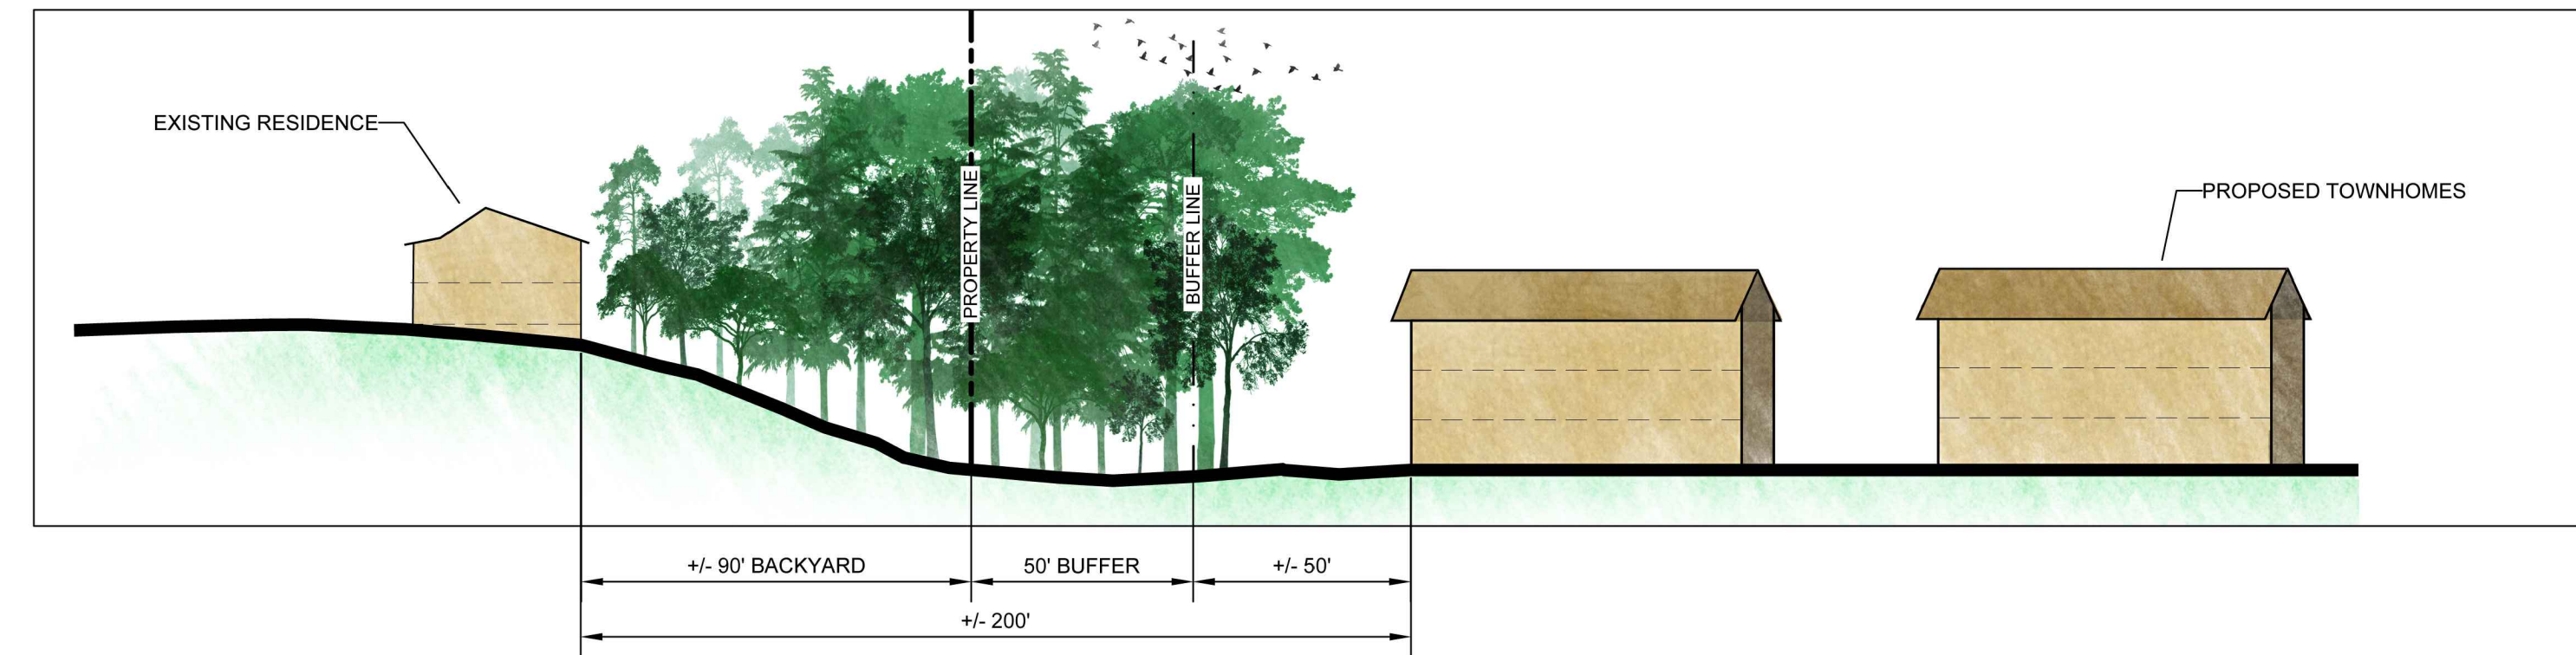 EXISTING RESIDENCE
PROPERTY LINE
BUFFER LINE
PROPOSED TOWNHOMES
+/- 90' BACKYARD
50' BUFFER
+/- 50'
+/- 200'